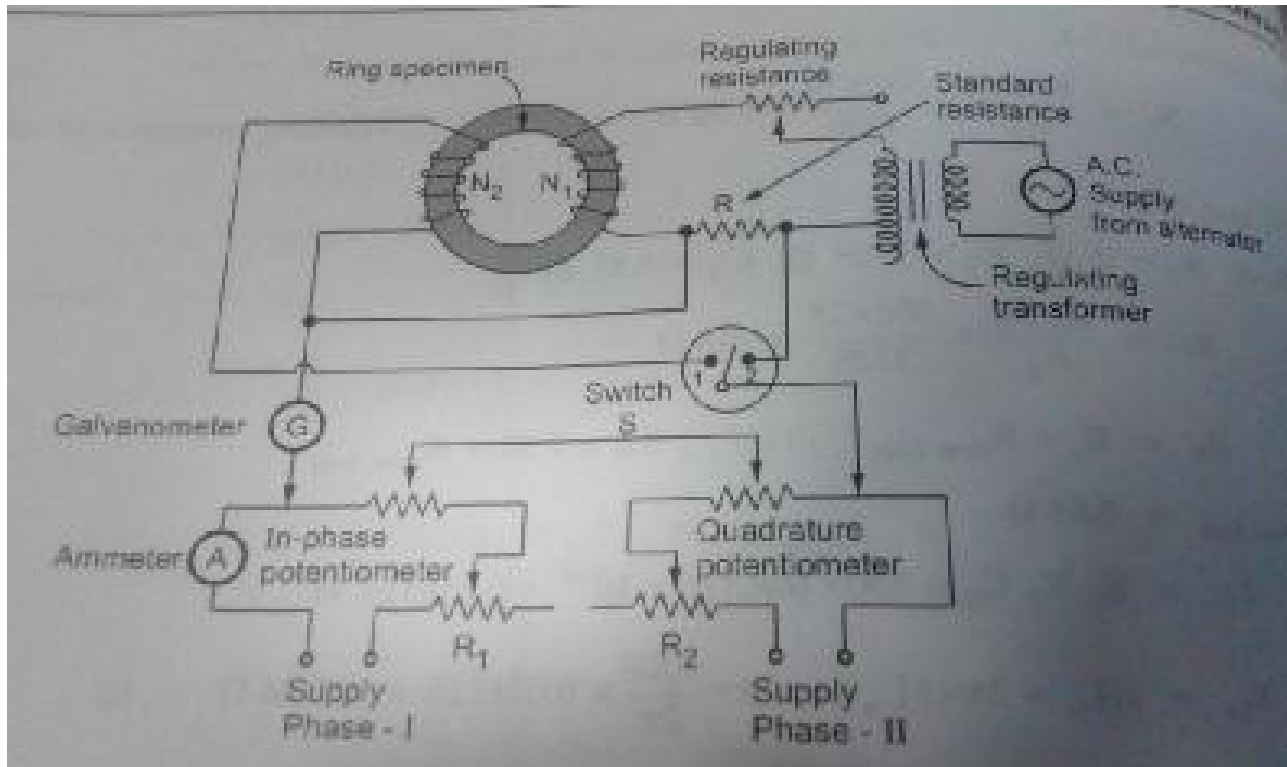 Ring specimen
Regulating
resistance
Standard
resistance
N2
N1
R
A.C.
Supply
from alternator
Regulating
transformer
1
2
Switch
S
Galvanometer
G
Ammeter
A
In-phase
potentiometer
Quadrature
potentiometer
R1
R2
Supply
Phase - I
Supply
Phase - II